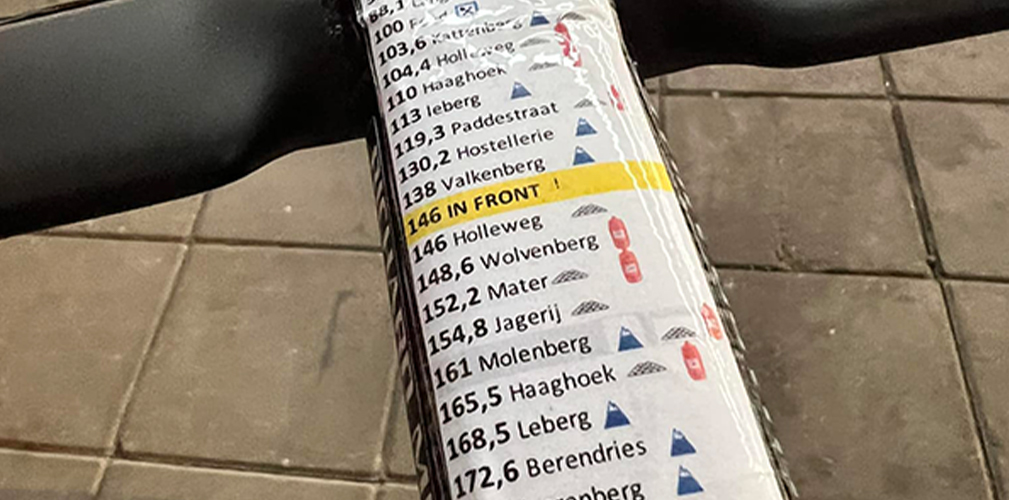 88,1
100
103,6 Kattenberg
104,4 Holleweg
110 Haaghoek
113 leberg
119,3 Paddestraat
130,2 Hostellerie
138 Valkenberg
146 IN FRONT !
146 Holleweg
148,6 Wolvenberg
152,2 Mater
154,8 Jagerij
161 Molenberg
165,5 Haaghoek
168,5 Leberg
172,6 Berendries